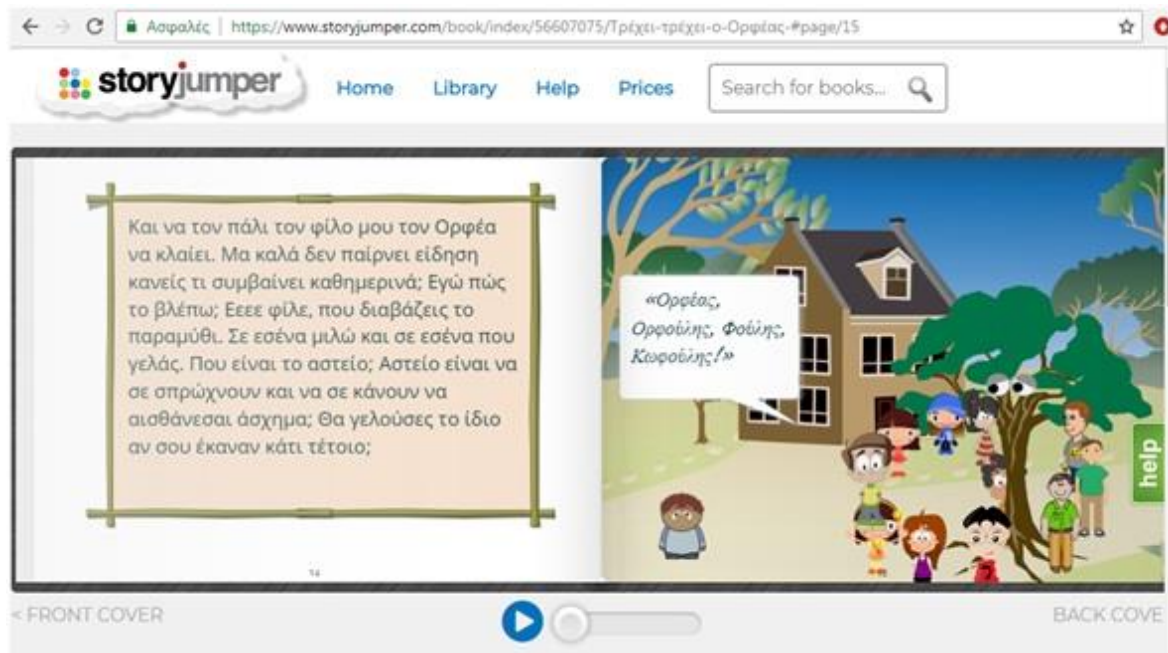 Ασφαλές | https://www.storyjumper.com/book/index/56607075/Τρέχει-τρέχει-ο-Ορφέας-#page/15
storyjumper
Home Library Help Prices Search for books...
Και να τον πάλι τον φίλο μου τον Ορφέα
να κλαίει. Μα καλά δεν παίρνει είδηση
κανείς τι συμβαίνει καθημερινά; Εγώ πώς
το βλέπω; Εεεε φίλε, που διαβάζεις το
παραμύθι. Σε εσένα μιλώ και σε εσένα που
γελάς. Που είναι το αστείο; Αστείο είναι να
σε σπρώχνουν και να σε κάνουν να
αισθάνεσαι άσχημα; Θα γελούσες το ίδιο
αν σου έκαναν κάτι τέτοιο;
14
«Ορφέας,
Ορφούλης, Φούλης,
Κωφούλης!»
help
< FRONT COVER
BACK COVE